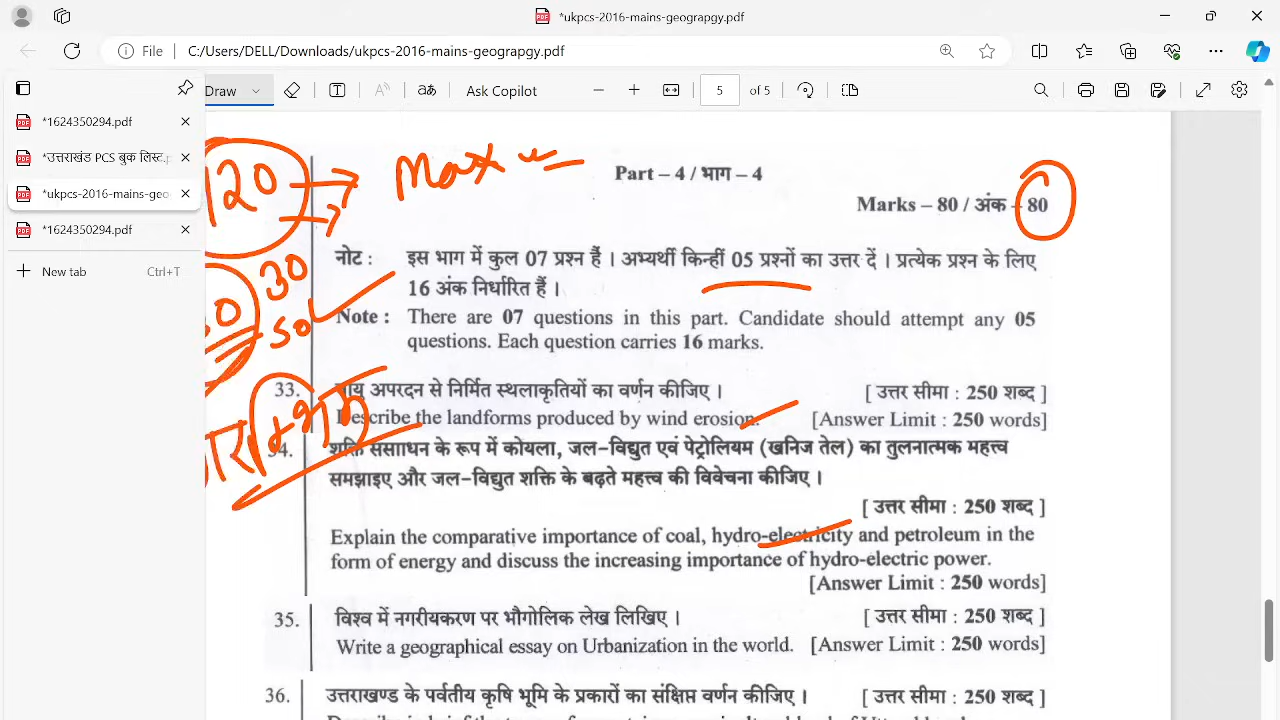 *ukpcs-2016-mains-geograpgy.pdf
File C:/Users/DELL/Downloads/ukpcs-2016-mains-geograpgy.pdf
Draw aあ Ask Copilot 5 of 5
*1624350294.pdf
*उत्तराखंड PCS बुक लिस्ट.p
*ukpcs-2016-mains-geo
*1624350294.pdf
New tab Ctrl+T
120 Max
30
50
Part – 4 / भाग – 4
Marks – 80 / अंक – 80
नोट : इस भाग में कुल 07 प्रश्न हैं । अभ्यर्थी किन्हीं 05 प्रश्नों का उत्तर दें । प्रत्येक प्रश्न के लिए
16 अंक निर्धारित हैं ।
Note : There are 07 questions in this part. Candidate should attempt any 05
questions. Each question carries 16 marks.
33. वायु अपरदन से निर्मित स्थलाकृतियों का वर्णन कीजिए । [ उत्तर सीमा : 250 शब्द ]
Describe the landforms produced by wind erosion. [Answer Limit : 250 words]
34. शक्ति संसााधन के रूप में कोयला, जल-विद्युत एवं पेट्रोलियम (खनिज तेल) का तुलनात्मक महत्त्व
समझाइए और जल-विद्युत शक्ति के बढ़ते महत्त्व की विवेचना कीजिए ।
[ उत्तर सीमा : 250 शब्द ]
Explain the comparative importance of coal, hydro-electricity and petroleum in the
form of energy and discuss the increasing importance of hydro-electric power.
[Answer Limit : 250 words]
35. विश्व में नगरीयकरण पर भौगोलिक लेख लिखिए । [ उत्तर सीमा : 250 शब्द ]
Write a geographical essay on Urbanization in the world. [Answer Limit : 250 words]
36. उत्तराखण्ड के पर्वतीय कृषि भूमि के प्रकारों का संक्षिप्त वर्णन कीजिए । [ उत्तर सीमा : 250 शब्द ]